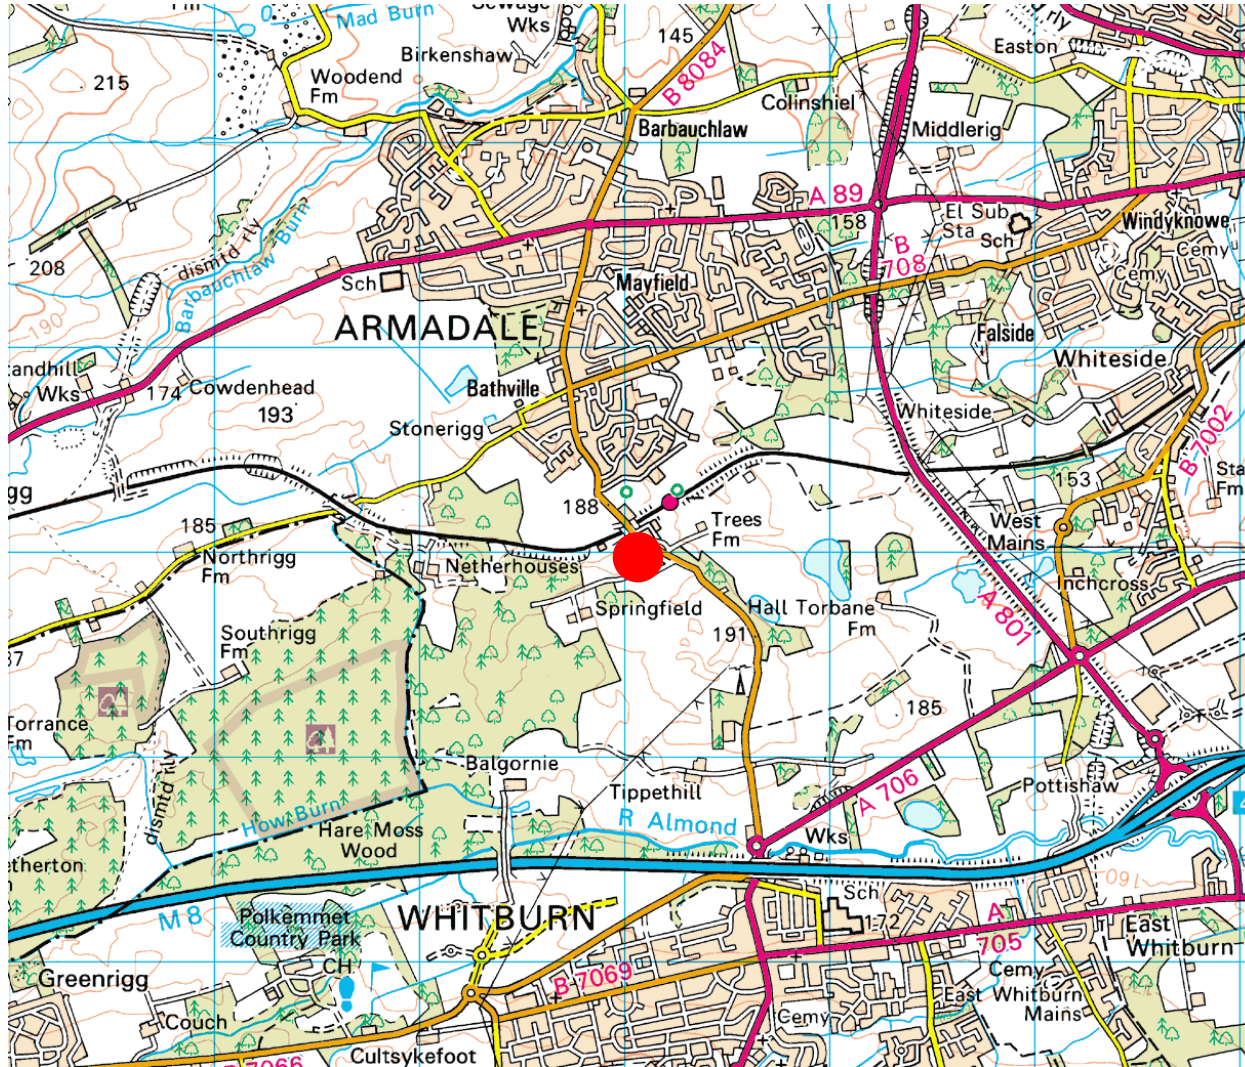 Mad Burn
Sewage
Wks
Birkenshaw
145
B 8084
Easton
215
Woodend
Fm
Colinshiel
Barbauchlaw
Middlerig
A 89
158
El Sub
Sta
Sch
Windyknowe
Cemy
Cemy
B
708
dismtd rly
Barbauchlaw Burn
208
190
Sch
Mayfield
ARMADALE
Falside
Whiteside
Wks
174
Cowdenhead
193
Bathville
Stonerigg
Whiteside
B 7002
188
153
185
Trees
Fm
West
Mains
Northrigg
Fm
Netherhouses
Inchcross
Springfield
Hall Torbane
Fm
A 801
Southrigg
Fm
191
185
Balgornie
Tippethill
A 706
Pottishaw
dismtd rly
How Burn
Hare Moss
Wood
R Almond
Wks
M 8
Polkemmet
Country Park
WHITBURN
Sch
172
A
705
160
East
Whitburn
Greenrigg
CH
B 7069
Cemy
East Whitburn
Mains
Cemy
Couch
Cultsykefoot
B 7066